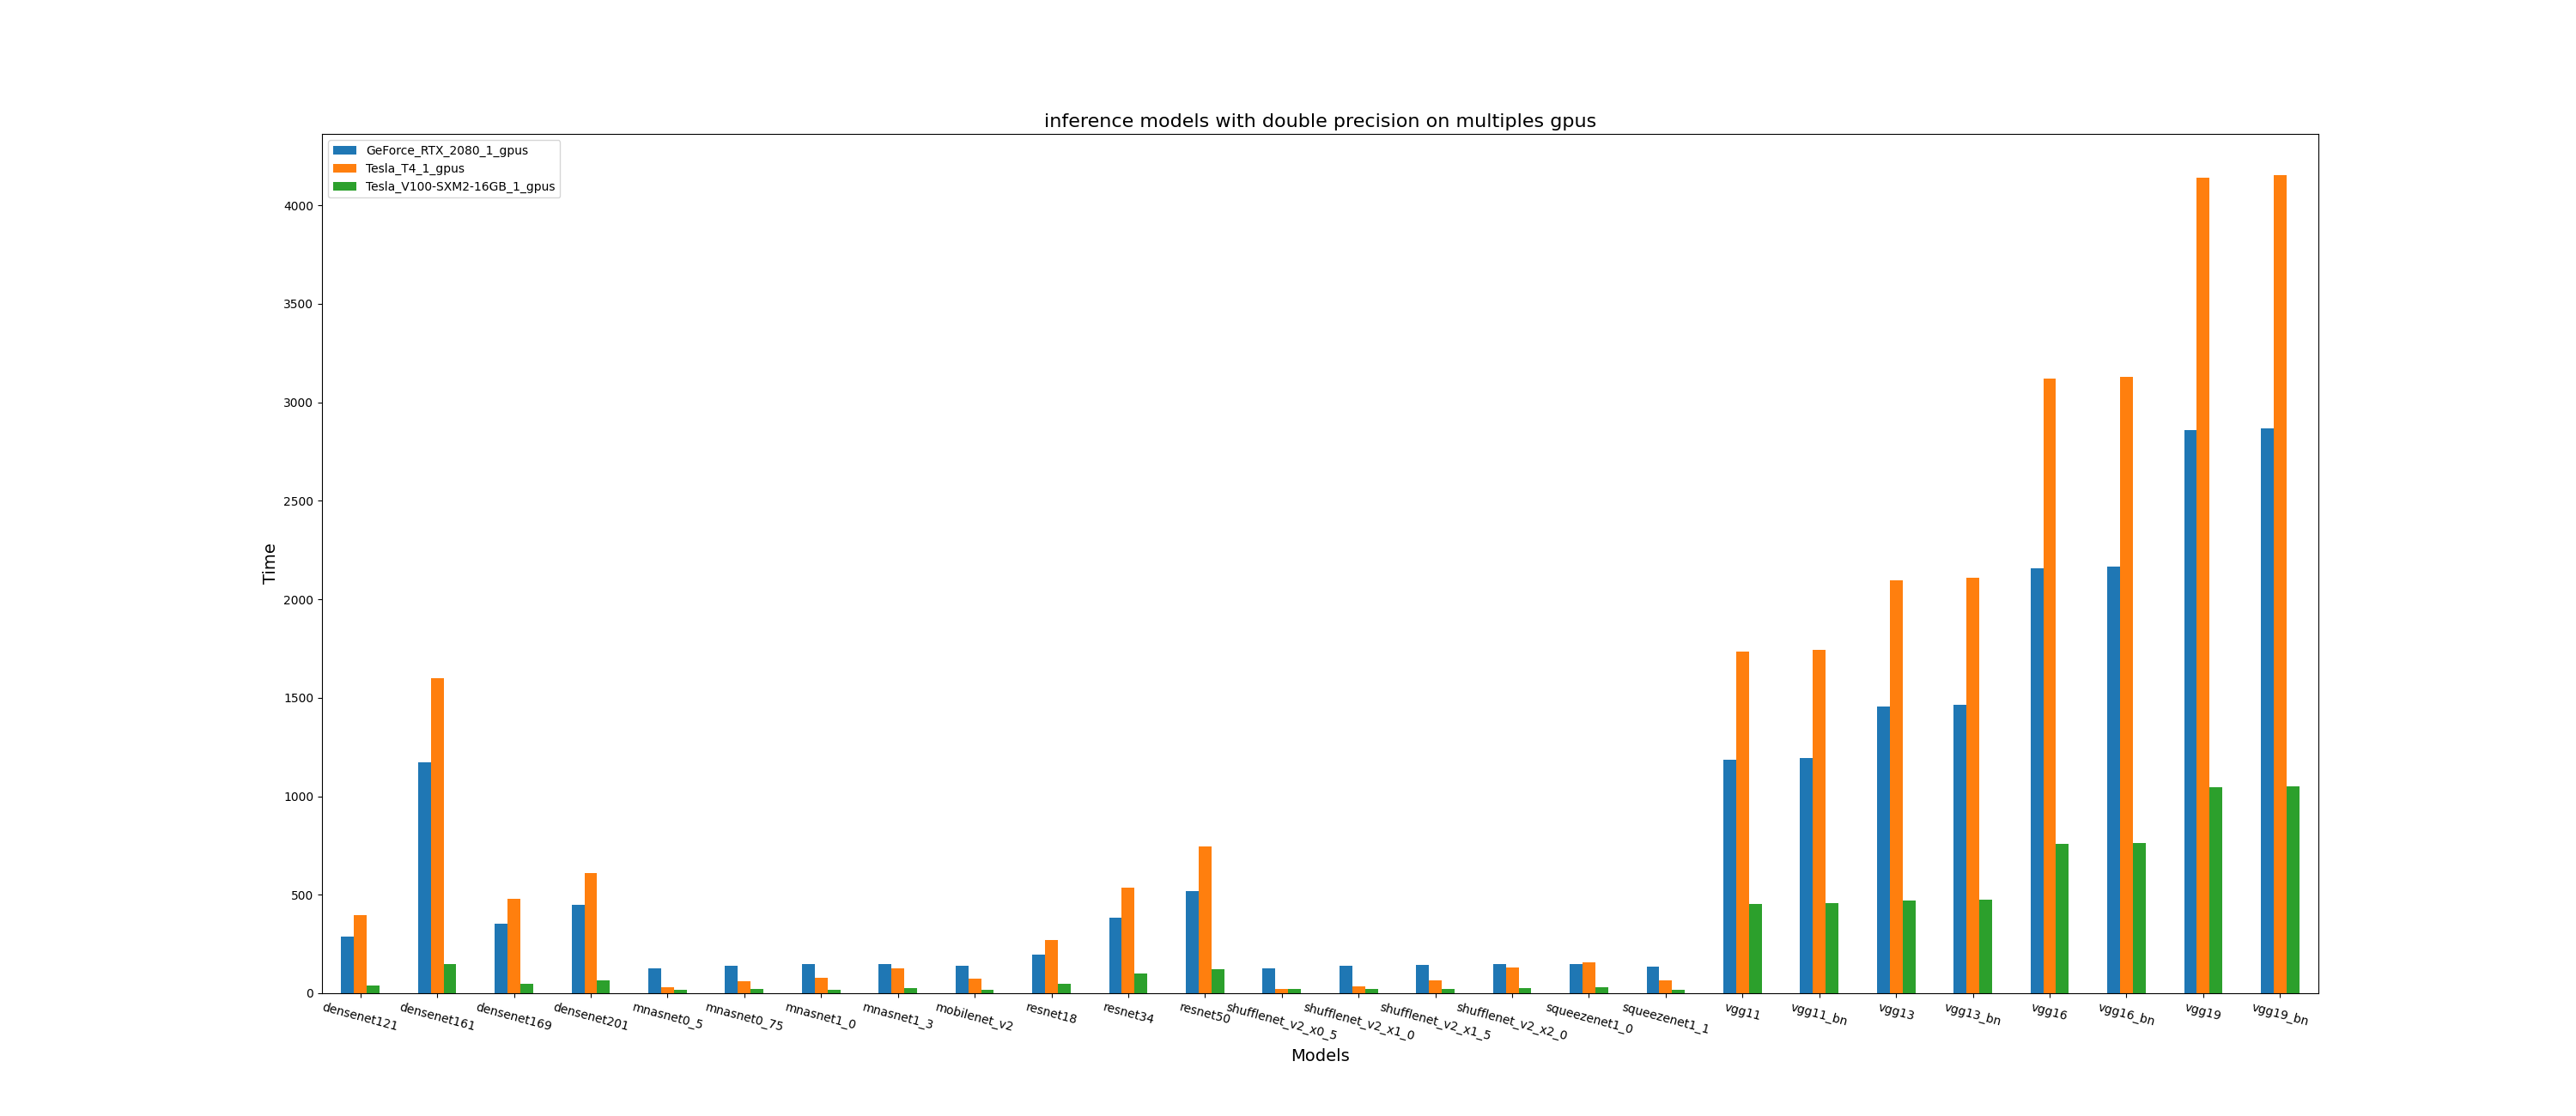 inference models with double precision on multiples gpus
GeForce_RTX_2080_1_gpus
Tesla_T4_1_gpus
Tesla_V100-SXM2-16GB_1_gpus
4000
3500
3000
2500
2000
1500
1000
500
0
Time
densenet121
densenet161
densenet169
densenet201
mnasnet0_5
mnasnet0_75
mnasnet1_0
mnasnet1_3
mobilenet_v2
resnet18
resnet34
resnet50
shufflenet_v2_x0_5
shufflenet_v2_x1_0
shufflenet_v2_x1_5
shufflenet_v2_x2_0
squeezenet1_0
squeezenet1_1
vgg11
vgg11_bn
vgg13
vgg13_bn
vgg16
vgg16_bn
vgg19
vgg19_bn
Models